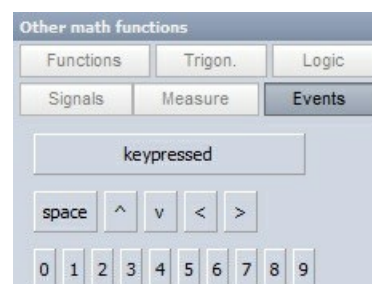 Other math functions
Functions Trigon. Logic
Signals Measure Events
keypressed
space ^ v < >
0 1 2 3 4 5 6 7 8 9